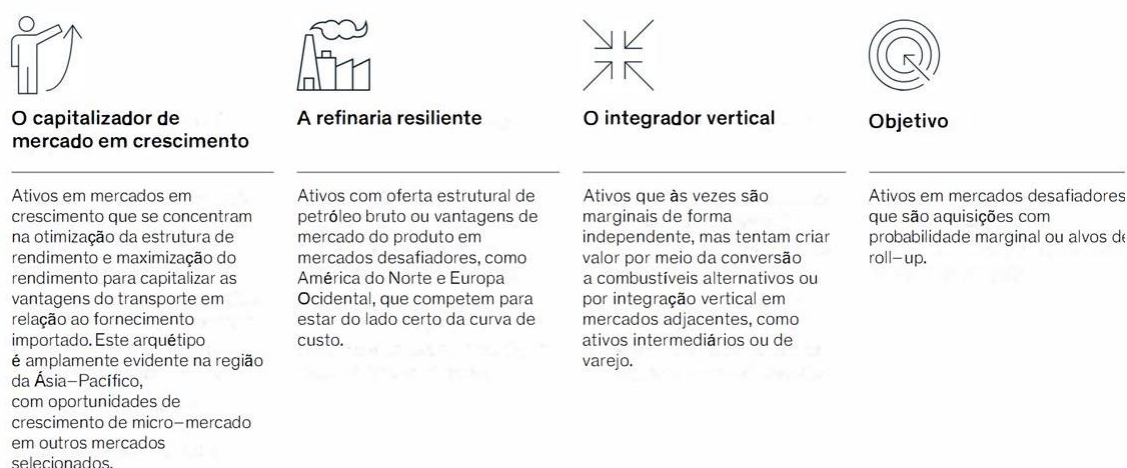 O capitalizador de
mercado em crescimento
Ativos em mercados em
crescimento que se concentram
na otimização da estrutura de
rendimento e maximização do
rendimento para capitalizar as
vantagens do transporte em
relação ao fornecimento
importado. Este arquétipo
é amplamente evidente na região
da Ásia–Pacífico,
com oportunidades de
crescimento de micro–mercado
em outros mercados
selecionados.
A refinaria resiliente
Ativos com oferta estrutural de
petróleo bruto ou vantagens de
mercado do produto em
mercados desafiadores, como
América do Norte e Europa
Ocidental, que competem para
estar do lado certo da curva de
custo.
O integrador vertical
Ativos que às vezes são
marginais de forma
independente, mas tentam criar
valor por meio da conversão
a combustíveis alternativos ou
por integração vertical em
mercados adjacentes, como
ativos intermediários ou de
varejo.
Objetivo
Ativos em mercados desafiadores
que são aquisições com
probabilidade marginal ou alvos de
roll–up.